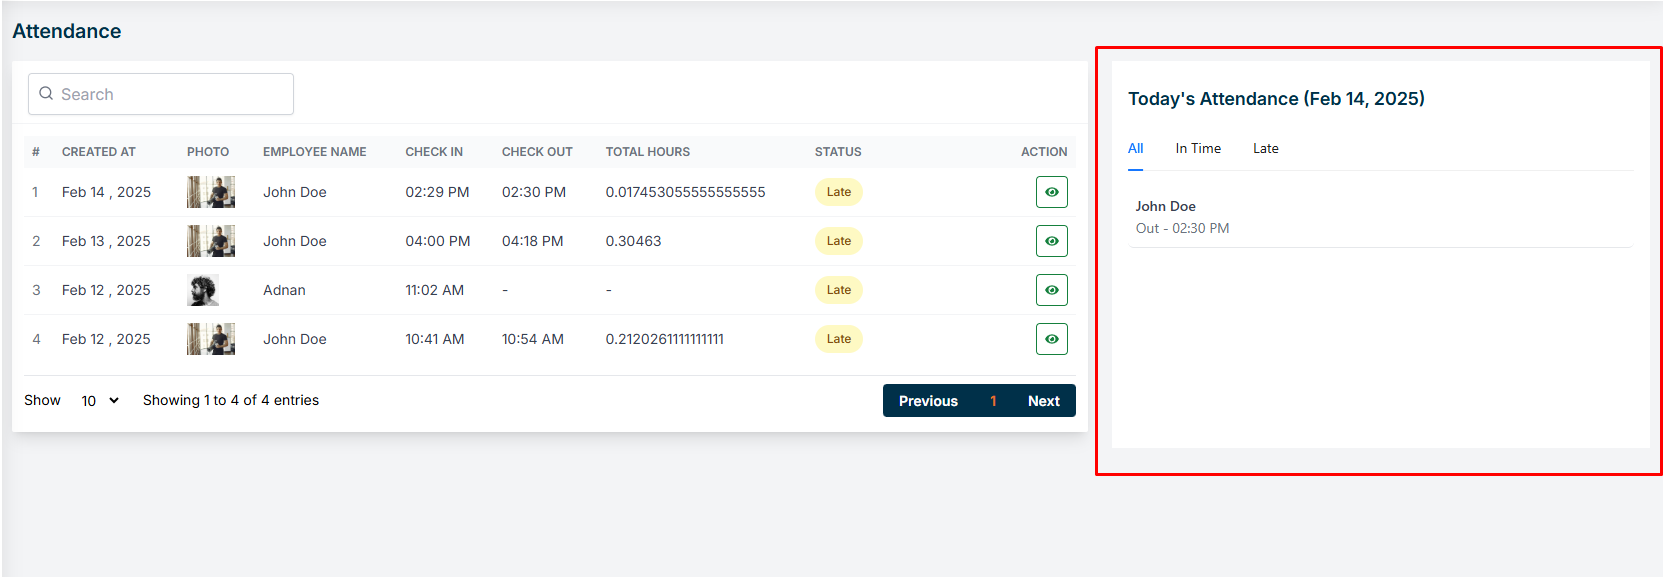 Attendance
Search
# CREATED AT PHOTO EMPLOYEE NAME CHECK IN CHECK OUT TOTAL HOURS STATUS ACTION
1 Feb 14 , 2025 John Doe 02:29 PM 02:30 PM 0.017453055555555555 Late
2 Feb 13 , 2025 John Doe 04:00 PM 04:18 PM 0.30463 Late
3 Feb 12 , 2025 Adnan 11:02 AM - - Late
4 Feb 12 , 2025 John Doe 10:41 AM 10:54 AM 0.2120261111111111 Late
Show 10 Showing 1 to 4 of 4 entries Previous 1 Next
Today's Attendance (Feb 14, 2025)
All In Time Late
John Doe
Out - 02:30 PM